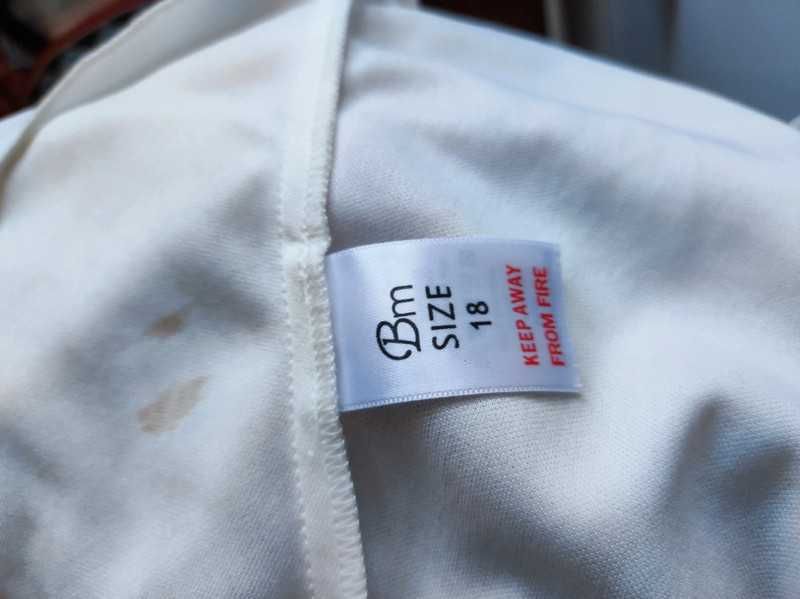 Bm
SIZE
18
KEEP AWAY
FROM FIRE